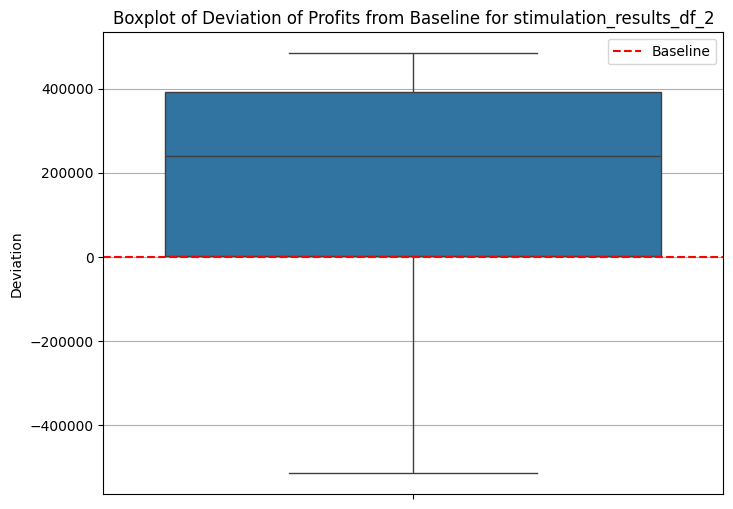 Boxplot of Deviation of Profits from Baseline for stimulation_results_df_2
Baseline
400000
200000
0
−200000
−400000
Deviation